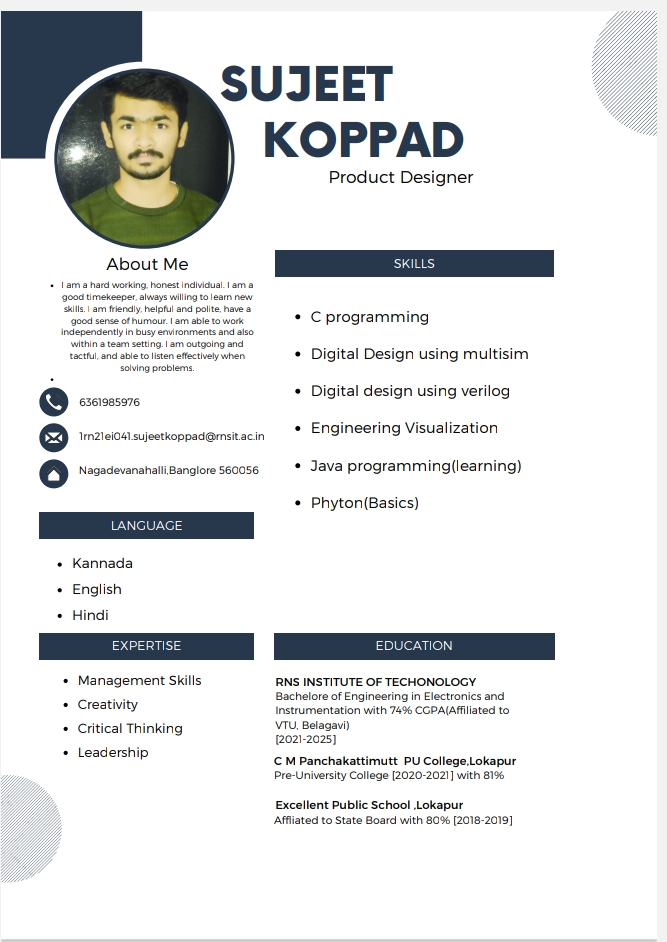 SUJEET
KOPPAD
Product Designer
About Me
• I am a hard working, honest individual. I am a
good timekeeper, always willing to learn new
skills. I am friendly, helpful and polite, have a
good sense of humour. I am able to work
independently in busy environments and also
within a team setting. I am outgoing and
tactful, and able to listen effectively when
solving problems.
•
6361985976
1rn21ei041.sujeetkoppad@rnsit.ac.in
Nagadevanahalli,Banglore 560056
LANGUAGE
• Kannada
• English
• Hindi
EXPERTISE
• Management Skills
• Creativity
• Critical Thinking
• Leadership
SKILLS
• C programming
• Digital Design using multisim
• Digital design using verilog
• Engineering Visualization
• Java programming(learning)
• Phyton(Basics)
EDUCATION
RNS INSTITUTE OF TECHONOLOGY
Bachelore of Engineering in Electronics and
Instrumentation with 74% CGPA(Affiliated to
VTU, Belagavi)
[2021-2025]
C M Panchakattimutt PU College,Lokapur
Pre-University College [2020-2021] with 81%
Excellent Public School ,Lokapur
Affliated to State Board with 80% [2018-2019]